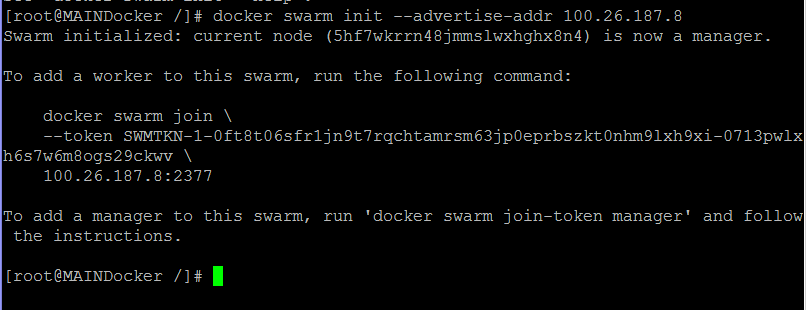 [root@MAINDocker /]# docker swarm init --advertise-addr 100.26.187.8
Swarm initialized: current node (5hf7wkrrn48jmmslwxhghx8n4) is now a manager.
To add a worker to this swarm, run the following command:
docker swarm join \
--token SWMTKN-1-0ft8t06sfr1jn9t7rqchtamrsm63jp0eprbszkt0nhm9lxh9xi-0713pwlx
h6s7w6m8ogs29ckwv \
100.26.187.8:2377
To add a manager to this swarm, run 'docker swarm join-token manager' and follow
the instructions.
[root@MAINDocker /]#